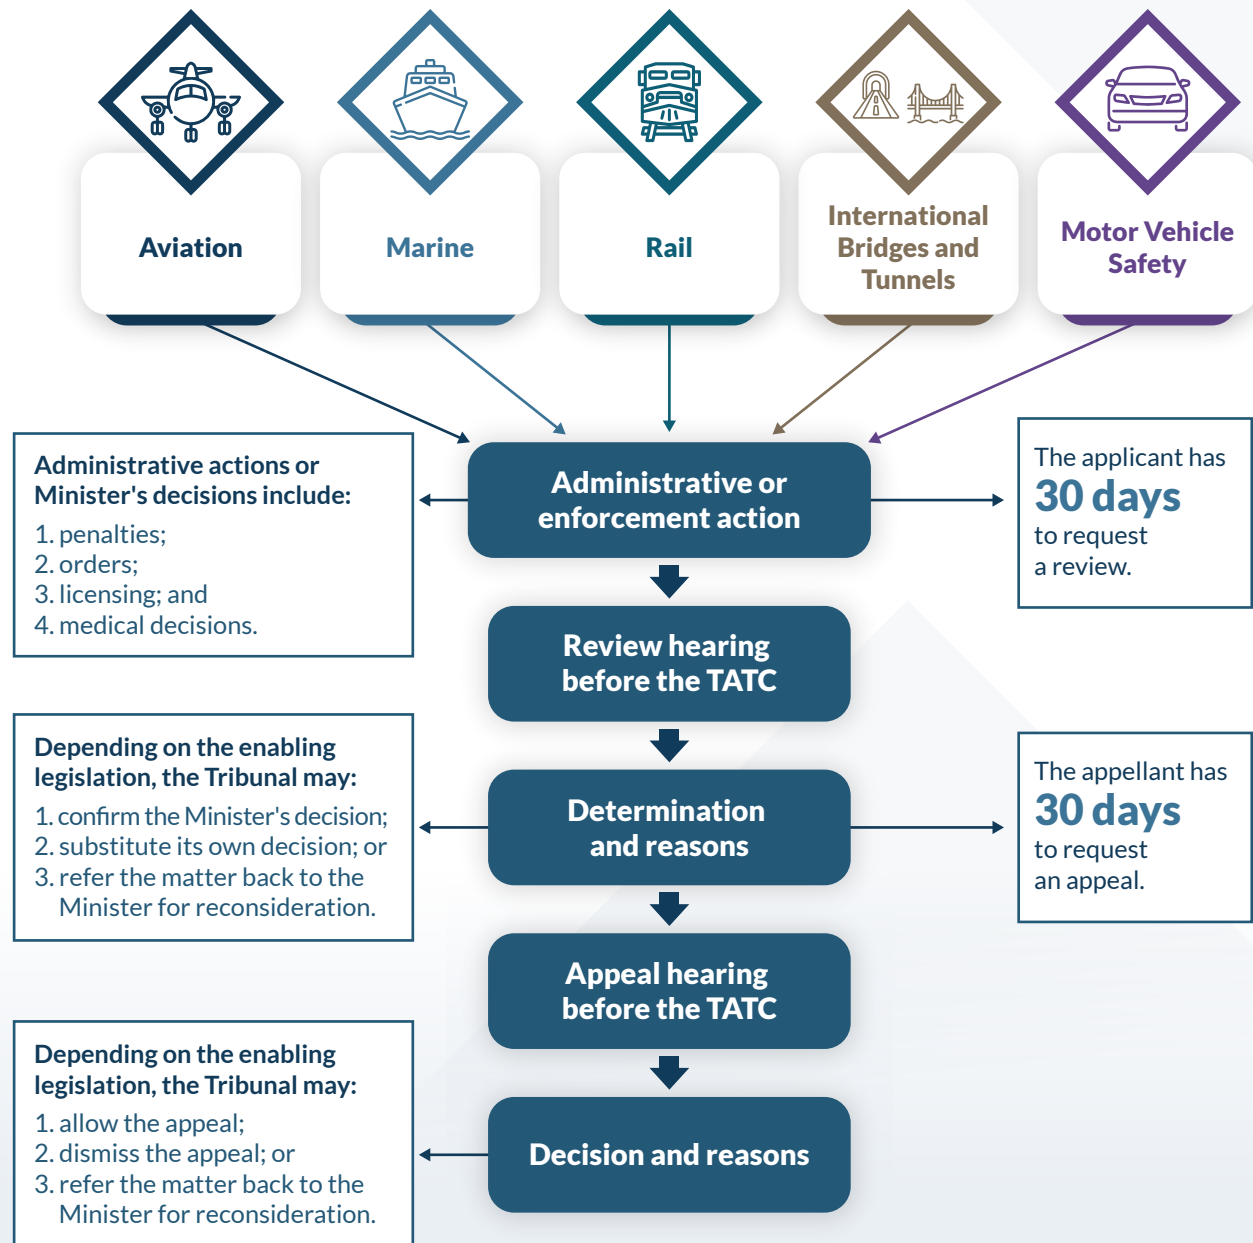 Aviation
Marine
Rail
International
Bridges and
Tunnels
Motor Vehicle
Safety
Administrative actions or
Minister's decisions include:
1. penalties;
2. orders;
3. licensing; and
4. medical decisions.
Administrative or
enforcement action
The applicant has
30 days
to request
a review.
Review hearing
before the TATC
Depending on the enabling
legislation, the Tribunal may:
1. confirm the Minister's decision;
2. substitute its own decision; or
3. refer the matter back to the
Minister for reconsideration.
Determination
and reasons
The appellant has
30 days
to request
an appeal.
Appeal hearing
before the TATC
Depending on the enabling
legislation, the Tribunal may:
1. allow the appeal;
2. dismiss the appeal; or
3. refer the matter back to the
Minister for reconsideration.
Decision and reasons